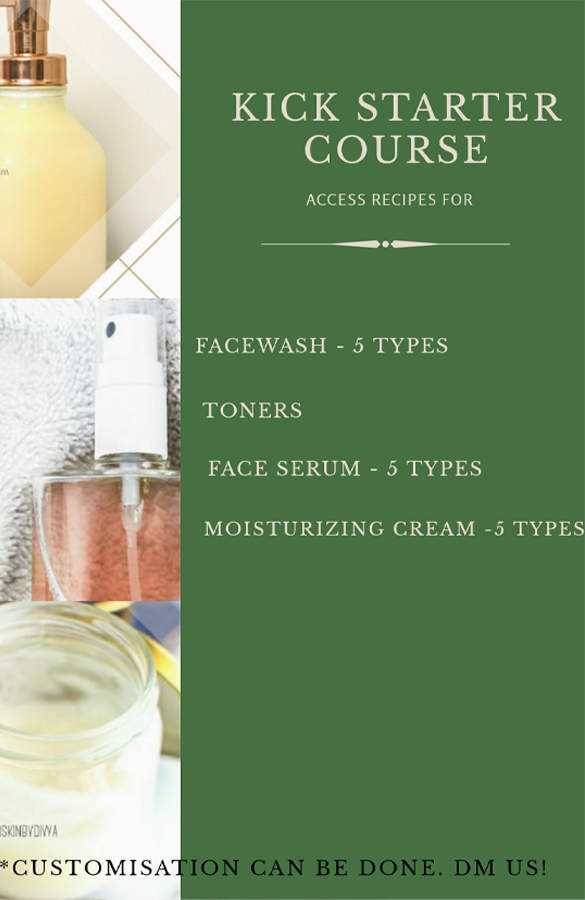 KICK STARTER
COURSE
ACCESS RECIPES FOR
FACEWASH - 5 TYPES
TONERS
FACE SERUM - 5 TYPES
MOISTURIZING CREAM -5 TYPES
SKINBYDIVYA
*CUSTOMISATION CAN BE DONE. DM US!